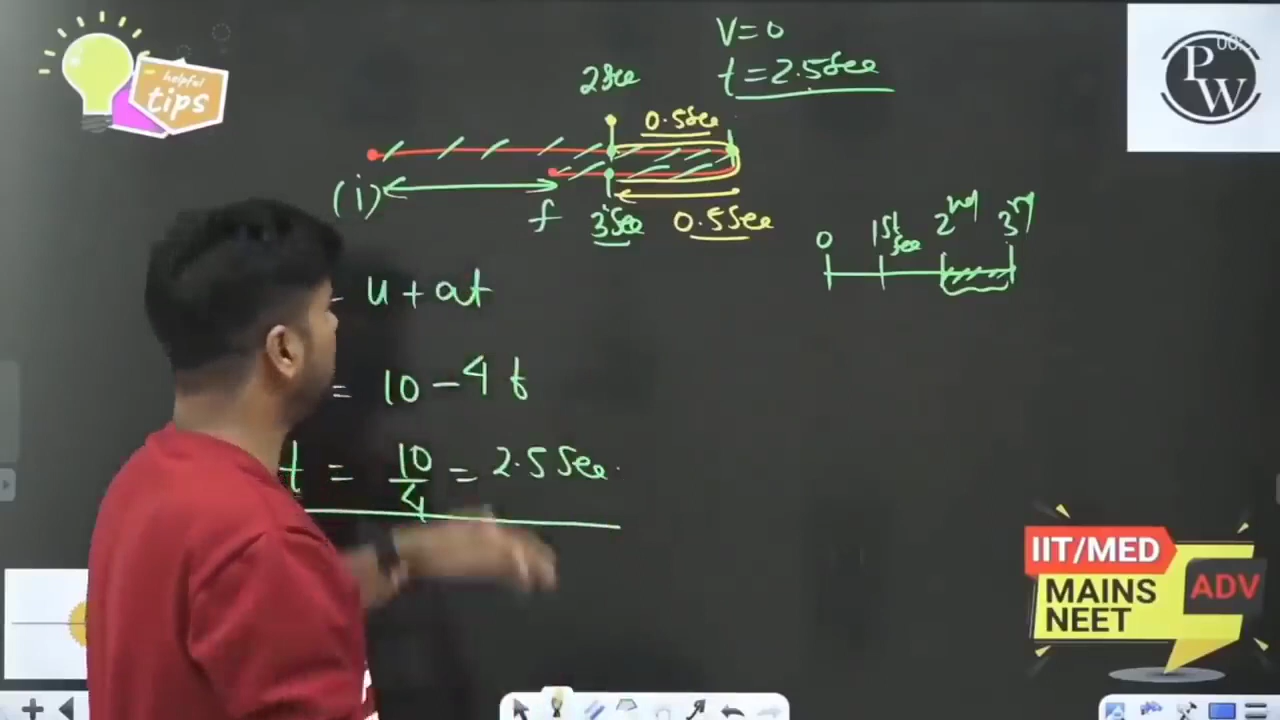 helpful
tips
V=0
t=2.5Sec
2Sec
0.5Sec
(i)
f
3Sec
0.5Sec
0
1st
Sec
2nd
3rd
= u+at
= 10-4t
t = 10/4 = 2.5 Sec.
P
W
IIT/MED
MAINS
NEET
ADV